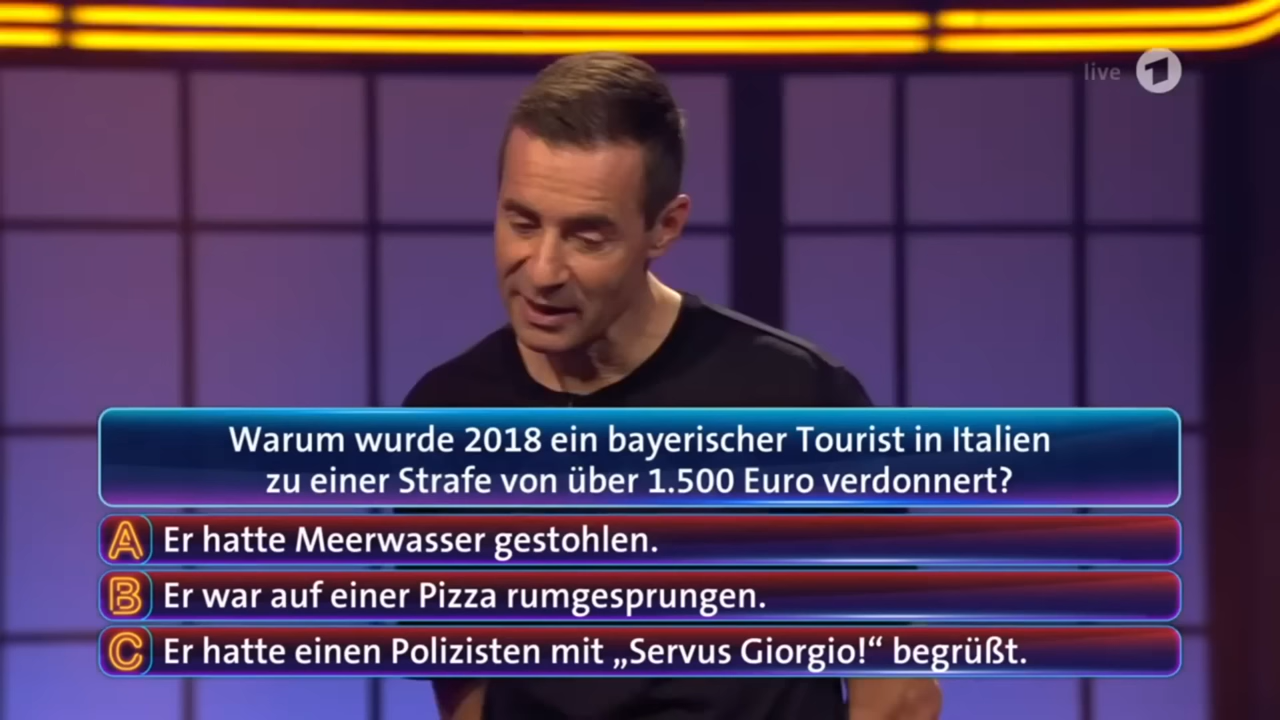 live
Warum wurde 2018 ein bayerischer Tourist in Italien
zu einer Strafe von über 1.500 Euro verdonnert?
A Er hatte Meerwasser gestohlen.
B Er war auf einer Pizza rumgesprungen.
C Er hatte einen Polizisten mit „Servus Giorgio!“ begrüßt.